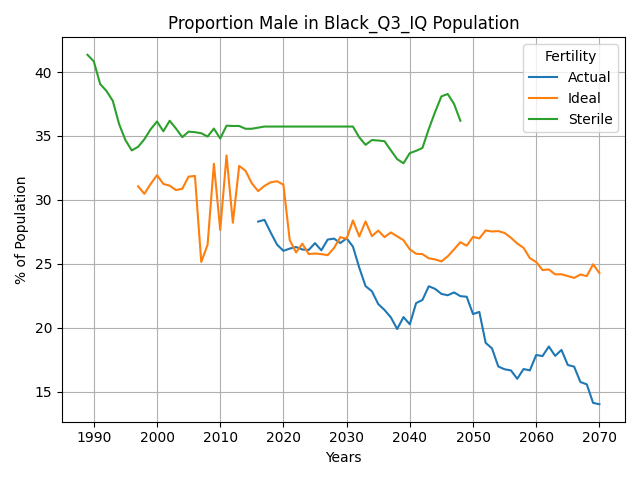 Proportion Male in Black_Q3_IQ Population
% of Population
40
35
30
25
20
15
Fertility
Actual
Ideal
Sterile
1990 2000 2010 2020 2030 2040 2050 2060 2070
Years